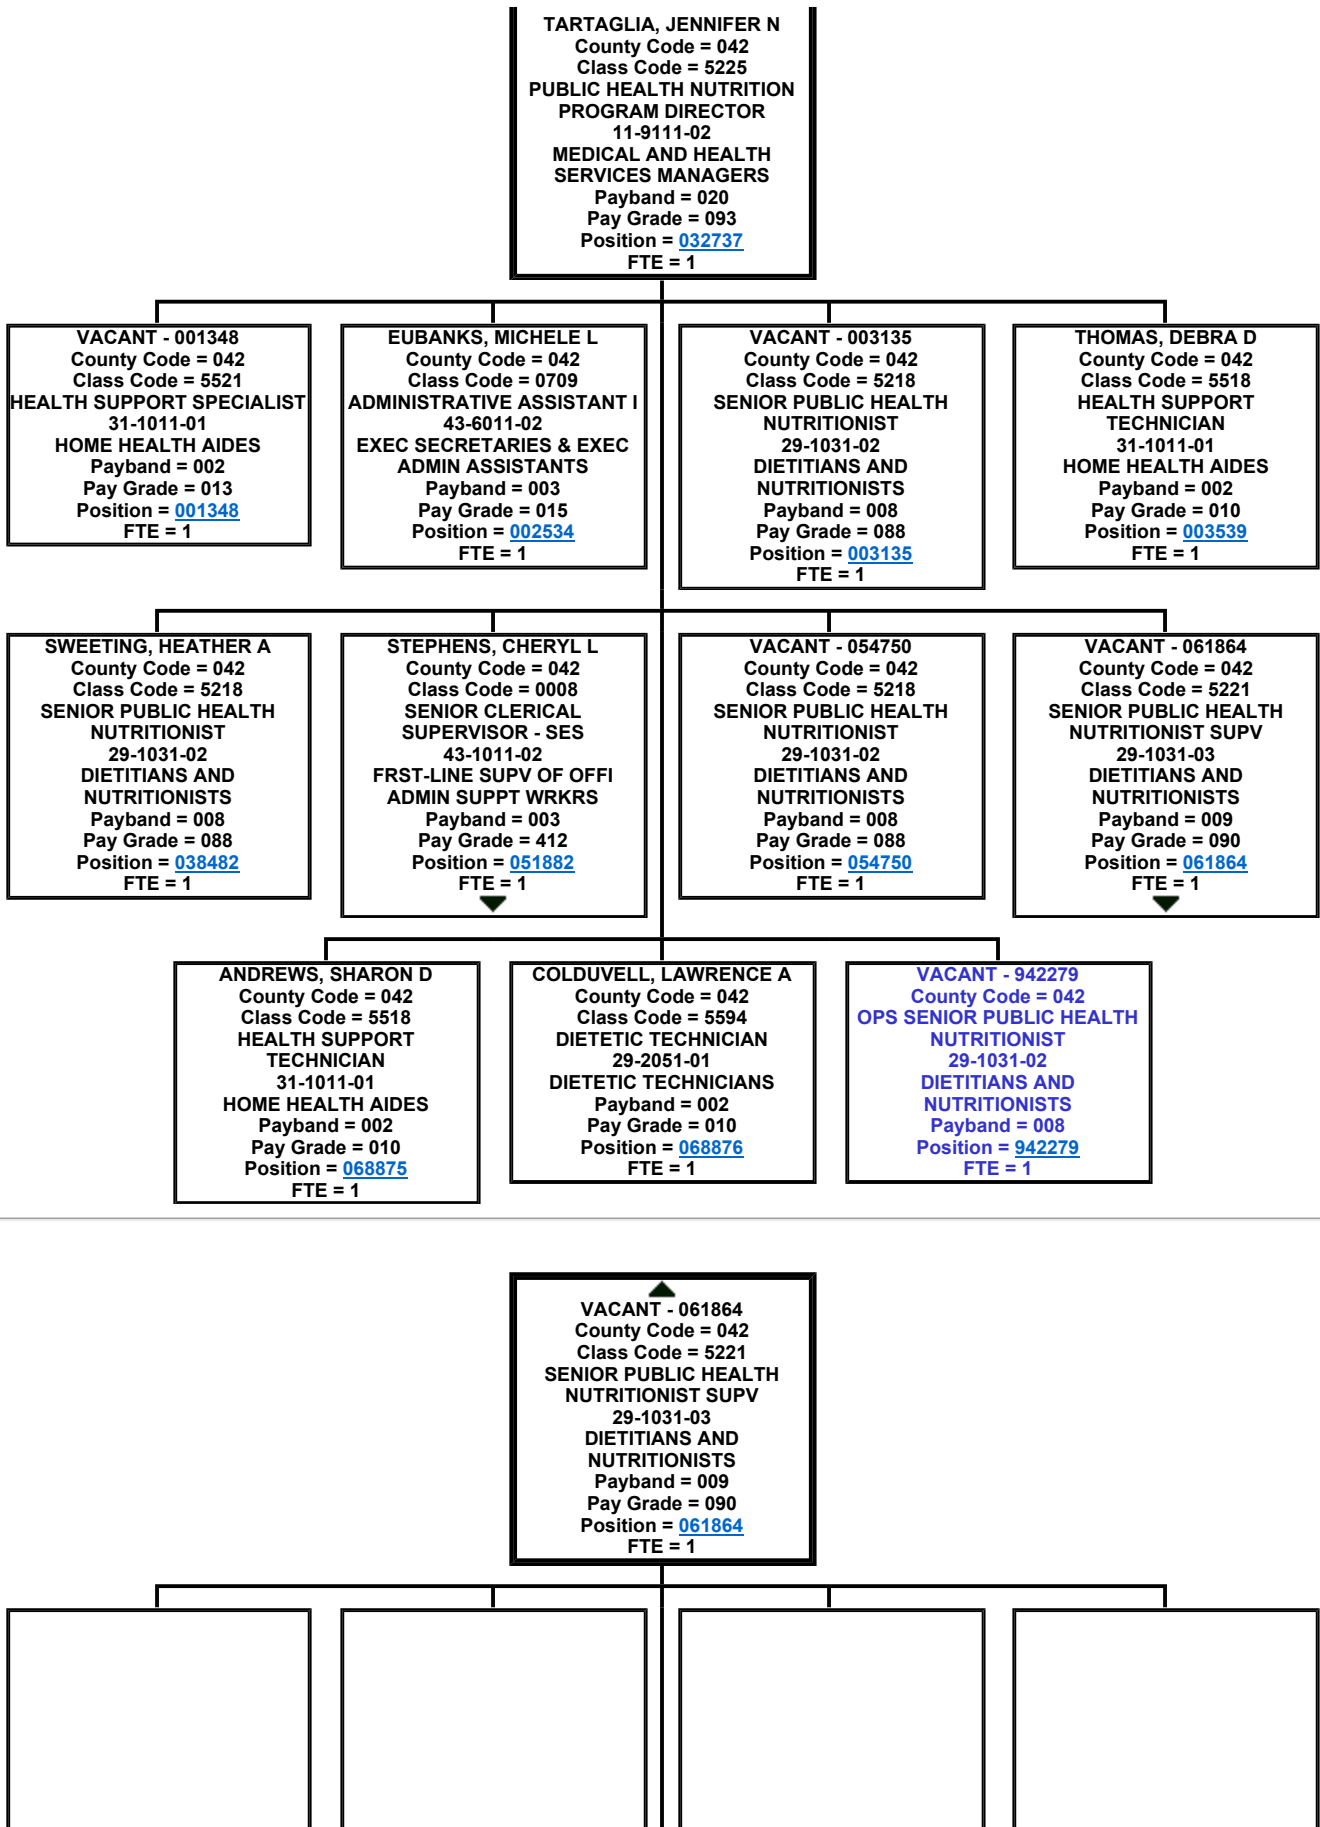 TARTAGLIA, JENNIFER N
County Code = 042
Class Code = 5225
PUBLIC HEALTH NUTRITION
PROGRAM DIRECTOR
11-9111-02
MEDICAL AND HEALTH
SERVICES MANAGERS
Payband = 020
Pay Grade = 093
Position = 032737
FTE = 1
VACANT - 001348
County Code = 042
Class Code = 5521
HEALTH SUPPORT SPECIALIST
31-1011-01
HOME HEALTH AIDES
Payband = 002
Pay Grade = 013
Position = 001348
FTE = 1
EUBANKS, MICHELE L
County Code = 042
Class Code = 0709
ADMINISTRATIVE ASSISTANT I
43-6011-02
EXEC SECRETARIES & EXEC
ADMIN ASSISTANTS
Payband = 003
Pay Grade = 015
Position = 002534
FTE = 1
VACANT - 003135
County Code = 042
Class Code = 5218
SENIOR PUBLIC HEALTH
NUTRITIONIST
29-1031-02
DIETITIANS AND
NUTRITIONISTS
Payband = 008
Pay Grade = 088
Position = 003135
FTE = 1
THOMAS, DEBRA D
County Code = 042
Class Code = 5518
HEALTH SUPPORT
TECHNICIAN
31-1011-01
HOME HEALTH AIDES
Payband = 002
Pay Grade = 010
Position = 003539
FTE = 1
SWEETING, HEATHER A
County Code = 042
Class Code = 5218
SENIOR PUBLIC HEALTH
NUTRITIONIST
29-1031-02
DIETITIANS AND
NUTRITIONISTS
Payband = 008
Pay Grade = 088
Position = 038482
FTE = 1
STEPHENS, CHERYL L
County Code = 042
Class Code = 0008
SENIOR CLERICAL
SUPERVISOR - SES
43-1011-02
FRST-LINE SUPV OF OFFI
ADMIN SUPPT WRKRS
Payband = 003
Pay Grade = 412
Position = 051882
FTE = 1
VACANT - 054750
County Code = 042
Class Code = 5218
SENIOR PUBLIC HEALTH
NUTRITIONIST
29-1031-02
DIETITIANS AND
NUTRITIONISTS
Payband = 008
Pay Grade = 088
Position = 054750
FTE = 1
VACANT - 061864
County Code = 042
Class Code = 5221
SENIOR PUBLIC HEALTH
NUTRITIONIST SUPV
29-1031-03
DIETITIANS AND
NUTRITIONISTS
Payband = 009
Pay Grade = 090
Position = 061864
FTE = 1
ANDREWS, SHARON D
County Code = 042
Class Code = 5518
HEALTH SUPPORT
TECHNICIAN
31-1011-01
HOME HEALTH AIDES
Payband = 002
Pay Grade = 010
Position = 068875
FTE = 1
COLDUVELL, LAWRENCE A
County Code = 042
Class Code = 5594
DIETETIC TECHNICIAN
29-2051-01
DIETETIC TECHNICIANS
Payband = 002
Pay Grade = 010
Position = 068876
FTE = 1
VACANT - 942279
County Code = 042
OPS SENIOR PUBLIC HEALTH
NUTRITIONIST
29-1031-02
DIETITIANS AND
NUTRITIONISTS
Payband = 008
Position = 942279
FTE = 1
VACANT - 061864
County Code = 042
Class Code = 5221
SENIOR PUBLIC HEALTH
NUTRITIONIST SUPV
29-1031-03
DIETITIANS AND
NUTRITIONISTS
Payband = 009
Pay Grade = 090
Position = 061864
FTE = 1